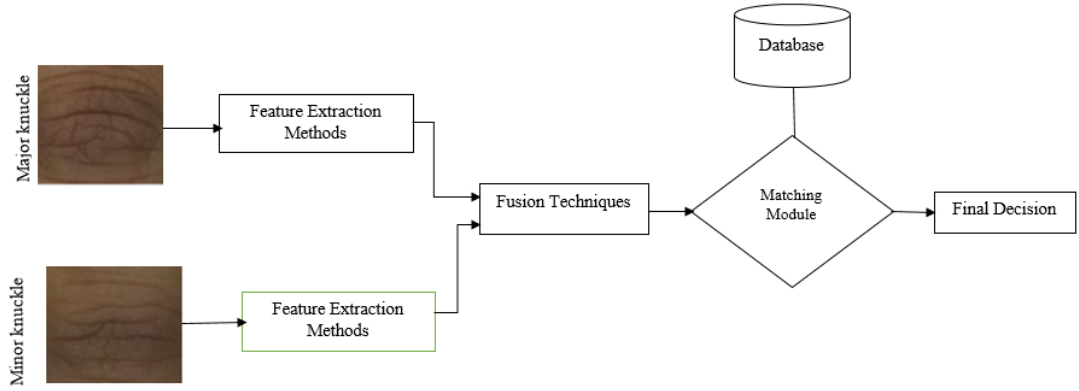 Major knuckle
Feature Extraction
Methods
Minor knuckle
Feature Extraction
Methods
Fusion Techniques
Database
Matching
Module
Final Decision